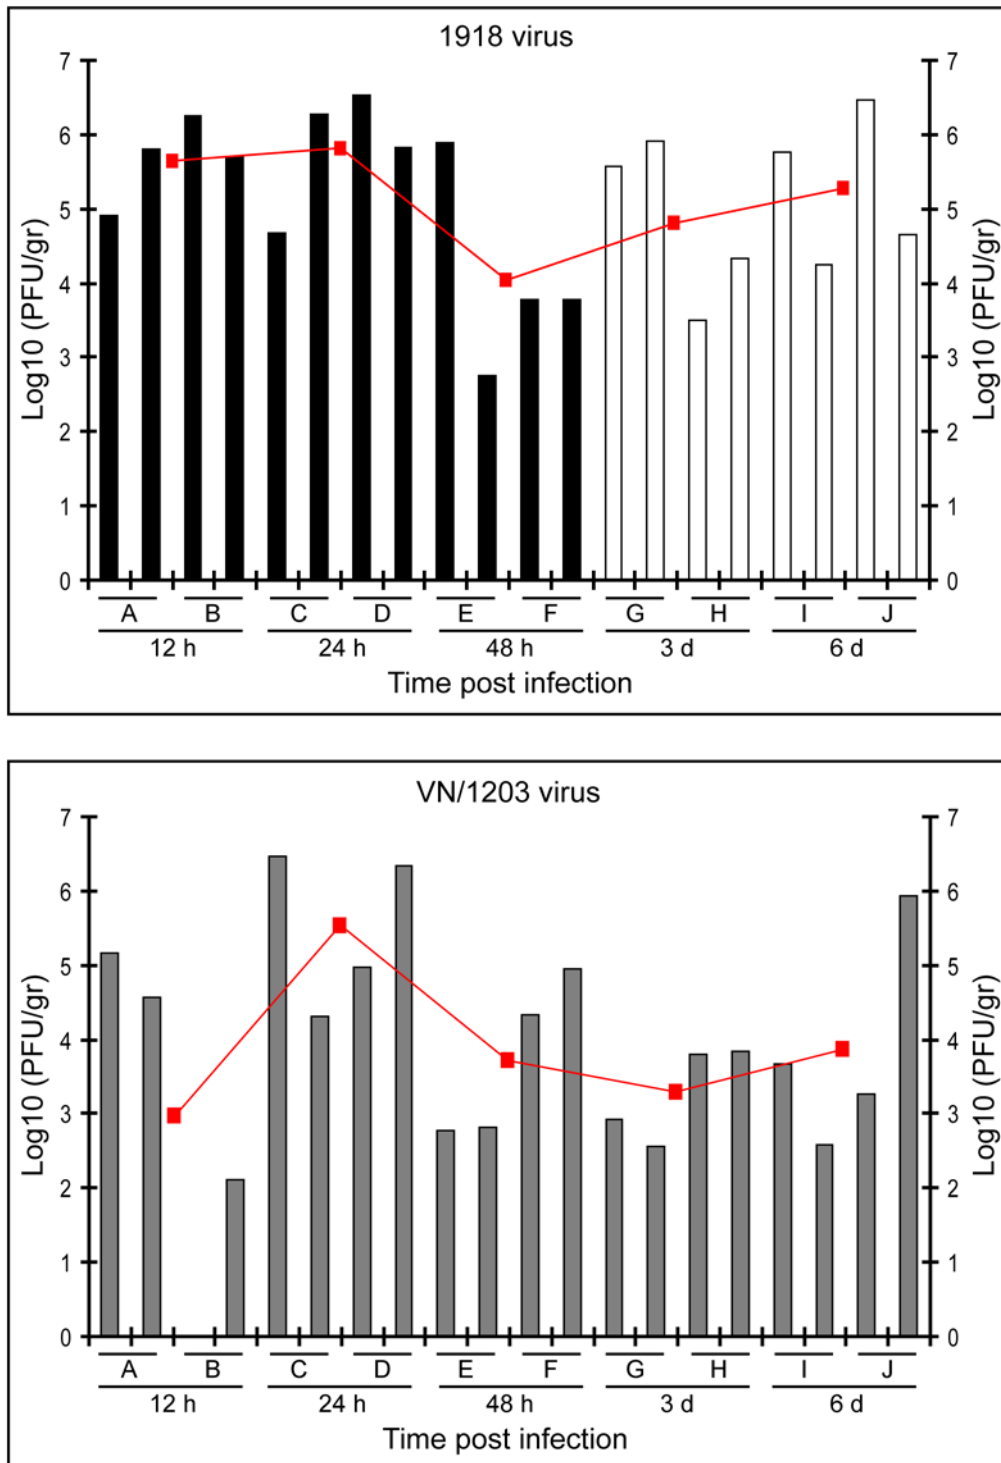 1918 virus
7 7
6 6
5 5
4 4
3 3
2 2
1 1
0 0
Log10 (PFU/gr)
Log10 (PFU/gr)
A B C D E F G H I J
12 h 24 h 48 h 3 d 6 d
Time post infection
VN/1203 virus
7 7
6 6
5 5
4 4
3 3
2 2
1 1
0 0
Log10 (PFU/gr)
Log10 (PFU/gr)
A B C D E F G H I J
12 h 24 h 48 h 3 d 6 d
Time post infection